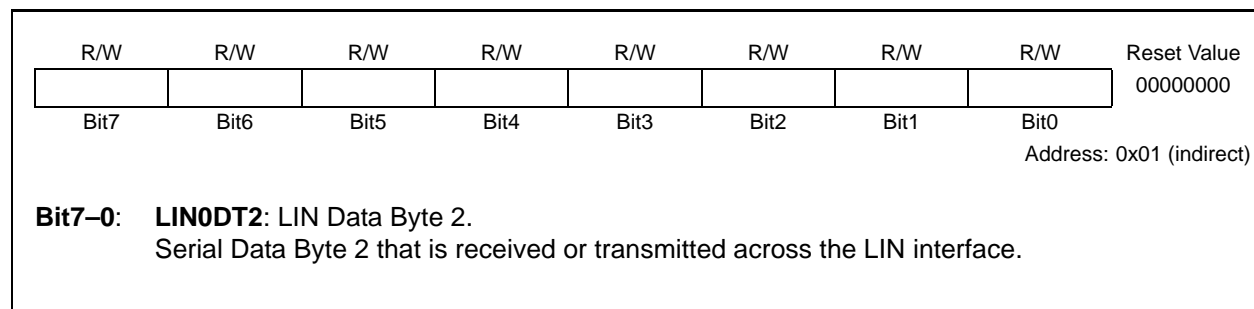 R/W R/W R/W R/W R/W R/W R/W R/W Reset Value
00000000
Bit7 Bit6 Bit5 Bit4 Bit3 Bit2 Bit1 Bit0
Address: 0x01 (indirect)
Bit7–0: LIN0DT2: LIN Data Byte 2.
Serial Data Byte 2 that is received or transmitted across the LIN interface.